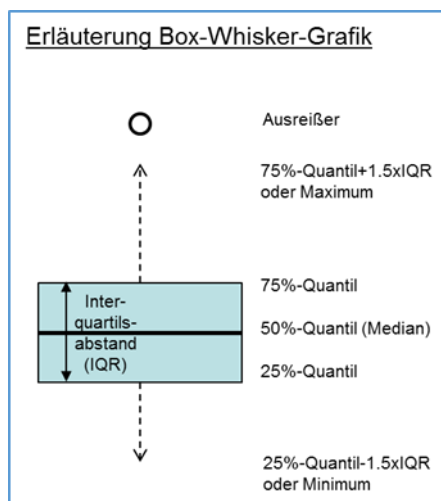 Erläuterung Box-Whisker-Grafik
Ausreißer
75%-Quantil+1.5xIQR
oder Maximum
75%-Quantil
Inter-
quartils-
abstand
(IQR)
50%-Quantil (Median)
25%-Quantil
25%-Quantil-1.5xIQR
oder Minimum